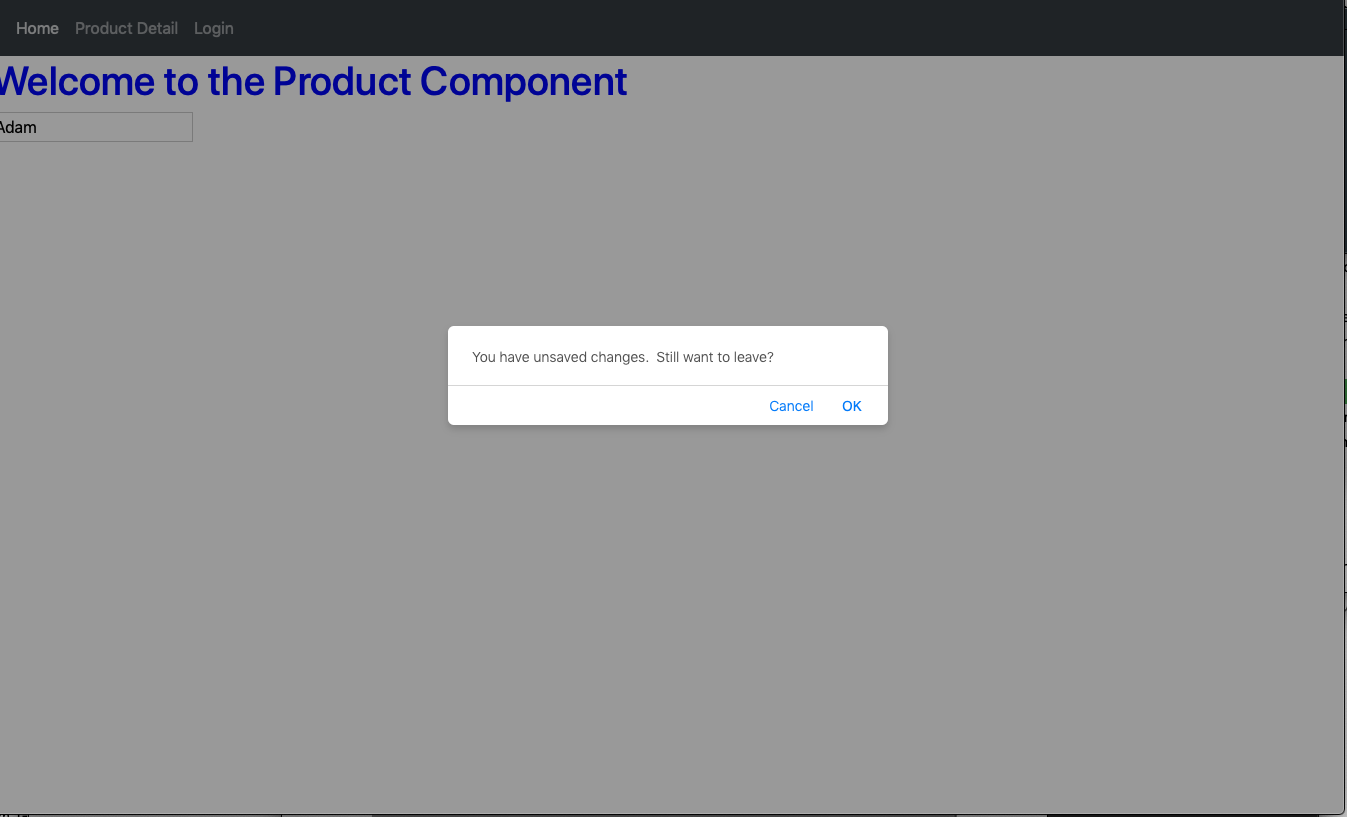 Home Product Detail Login
Welcome to the Product Component
Adam
You have unsaved changes.  Still want to leave?
Cancel OK